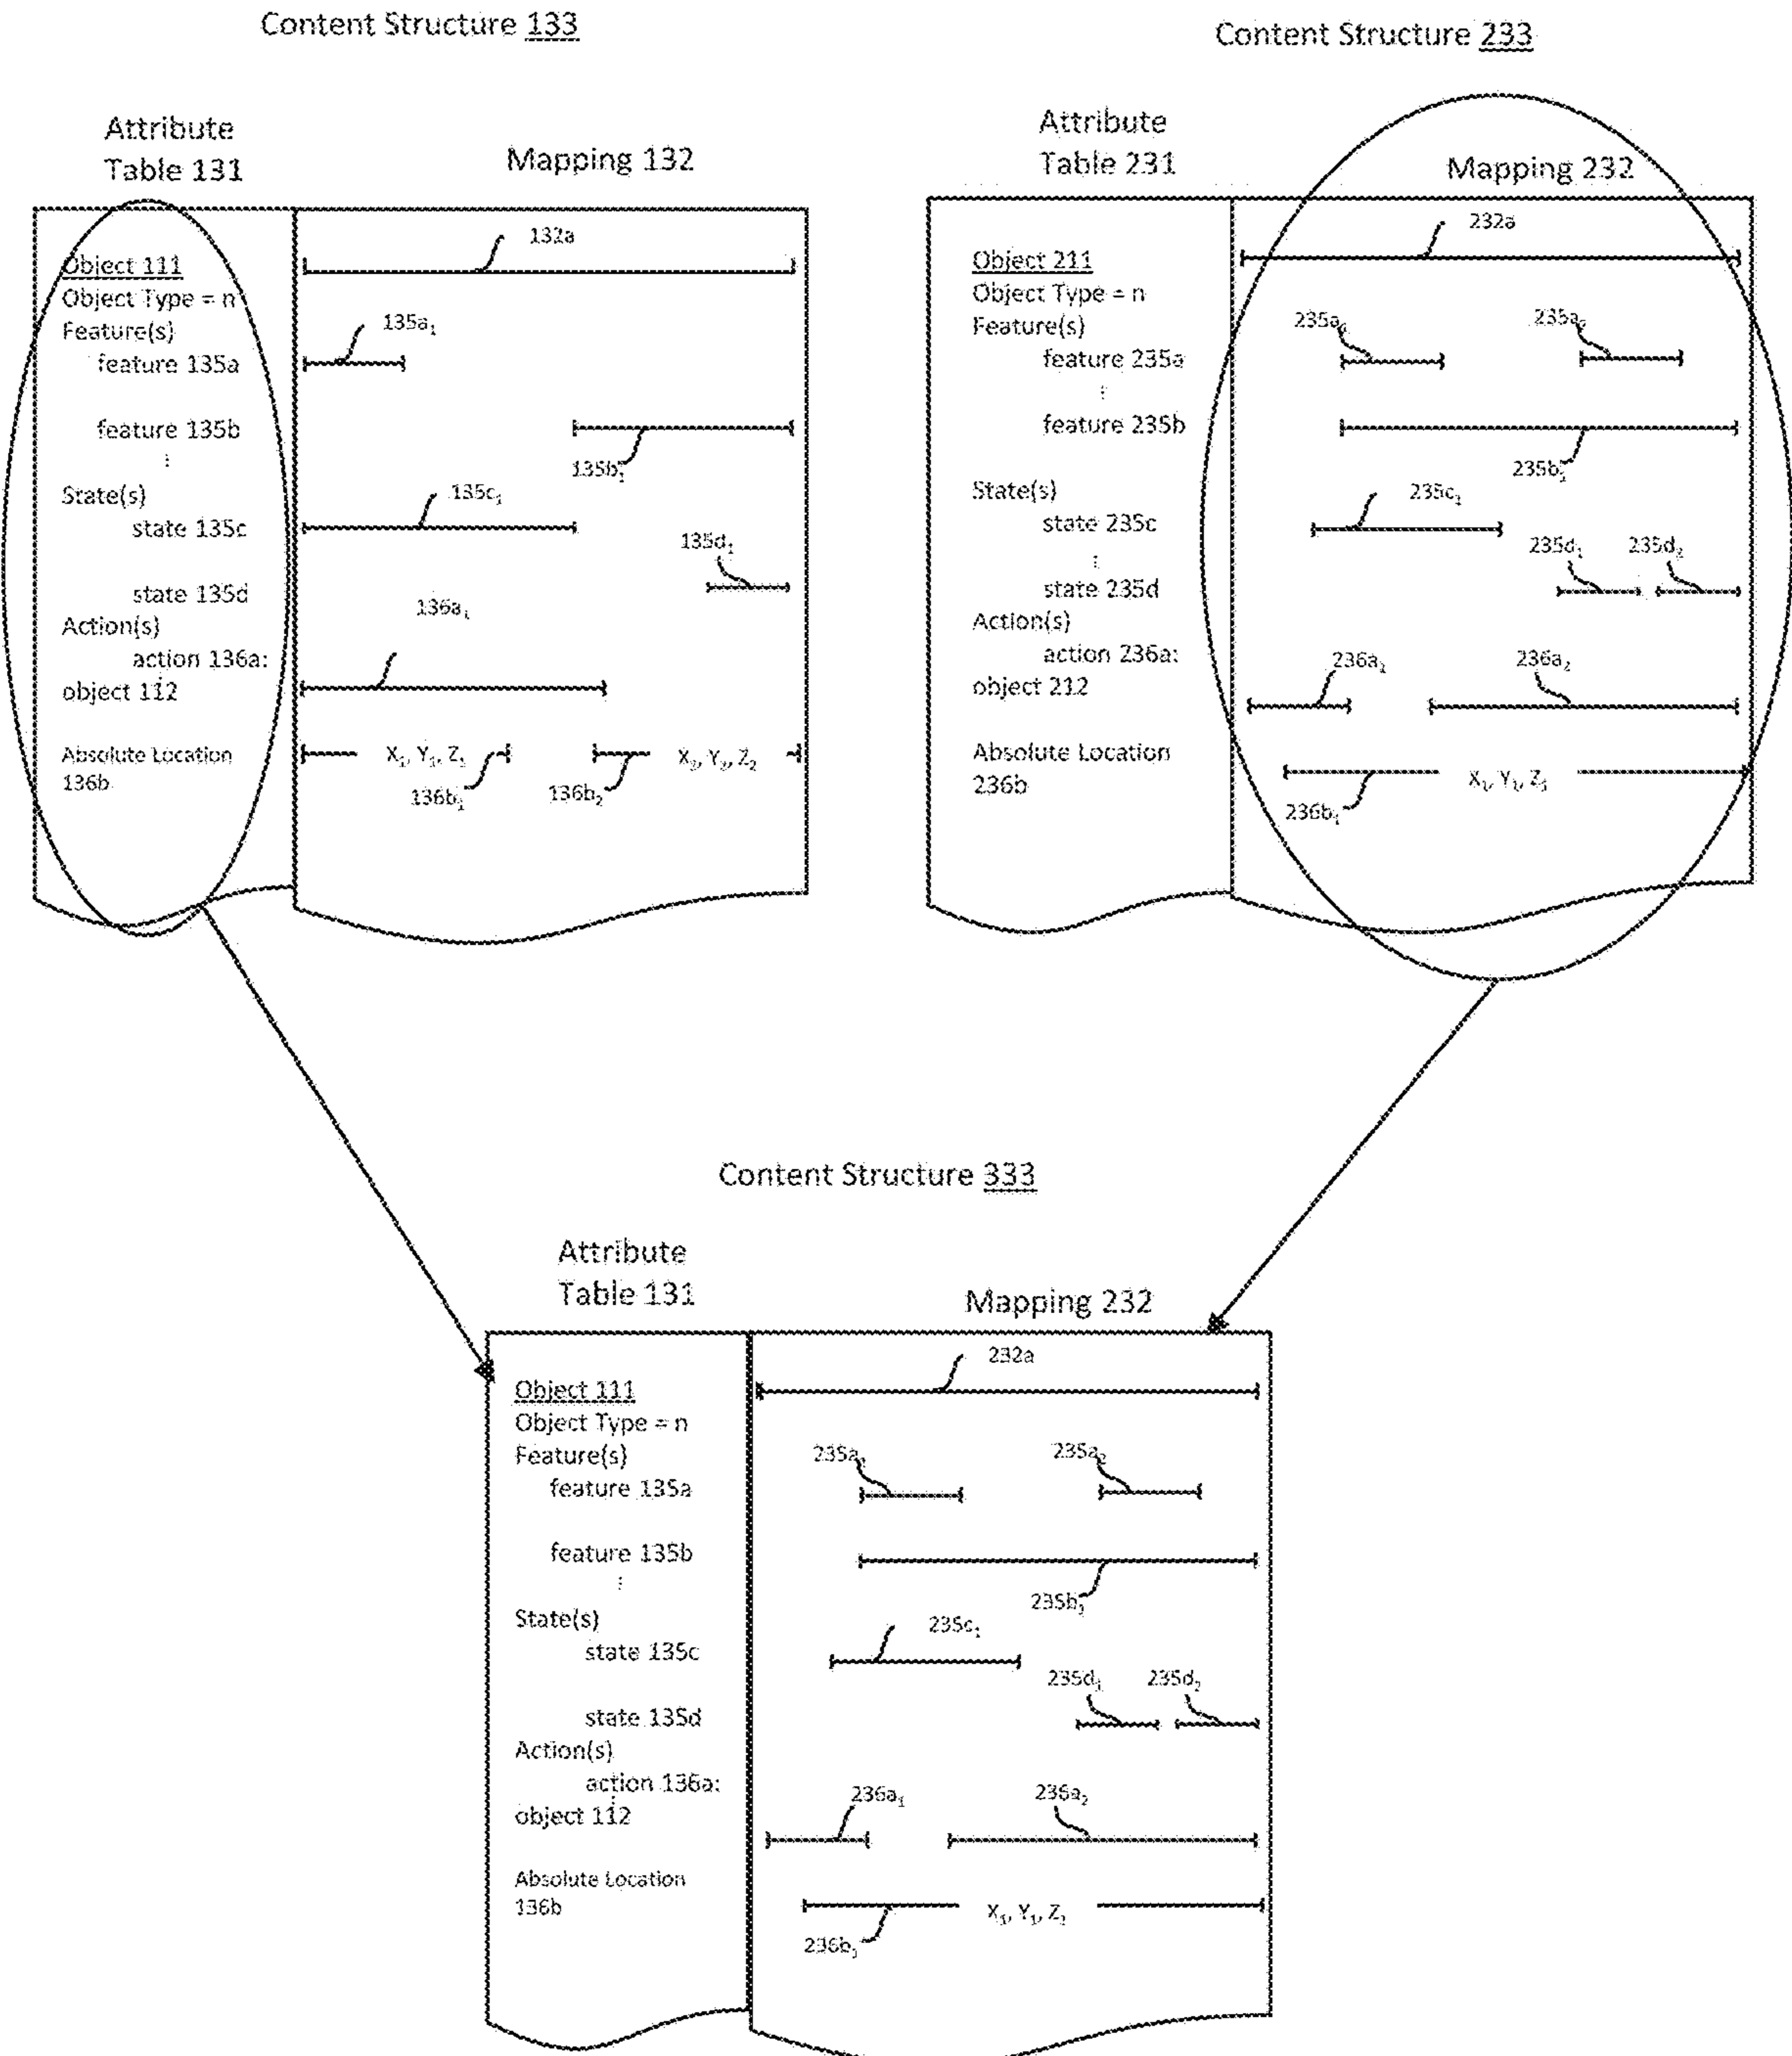 Content Structure 133
Attribute
Table 131
Mapping 132
132a
Object 111
Object Type = n
Feature(s)
135a₁
feature 135a
feature 135b
⋮
135b₁
State(s)
135c₁
state 135c
135d₁
state 135d
136a₁
Action(s)
action 136a:
object 112
Absolute Location
136b
X₁, Y₁, Z₁
X₂, Y₂, Z₂
136b₁
136b₂
Content Structure 233
Attribute
Table 231
Mapping 232
232a
Object 211
Object Type = n
Feature(s)
235a
235a
feature 235a
⋮
feature 235b
235b₁
State(s)
235c₁
state 235c
⋮
235d₁
235d₂
state 235d
Action(s)
action 236a:
236a₁
236a₂
object 212
Absolute Location
236b
X₁, Y₁, Z₁
236b₁
Content Structure 333
Attribute
Table 131
Mapping 232
232a
Object 111
Object Type = n
Feature(s)
235a₁
235a₂
feature 135a
feature 135b
⋮
235b₁
State(s)
235c₁
state 135c
235d₁
235d₂
state 135d
Action(s)
action 136a:
236a₁
236a₂
object 112
Absolute Location
136b
X₁, Y₁, Z₁
236b₁